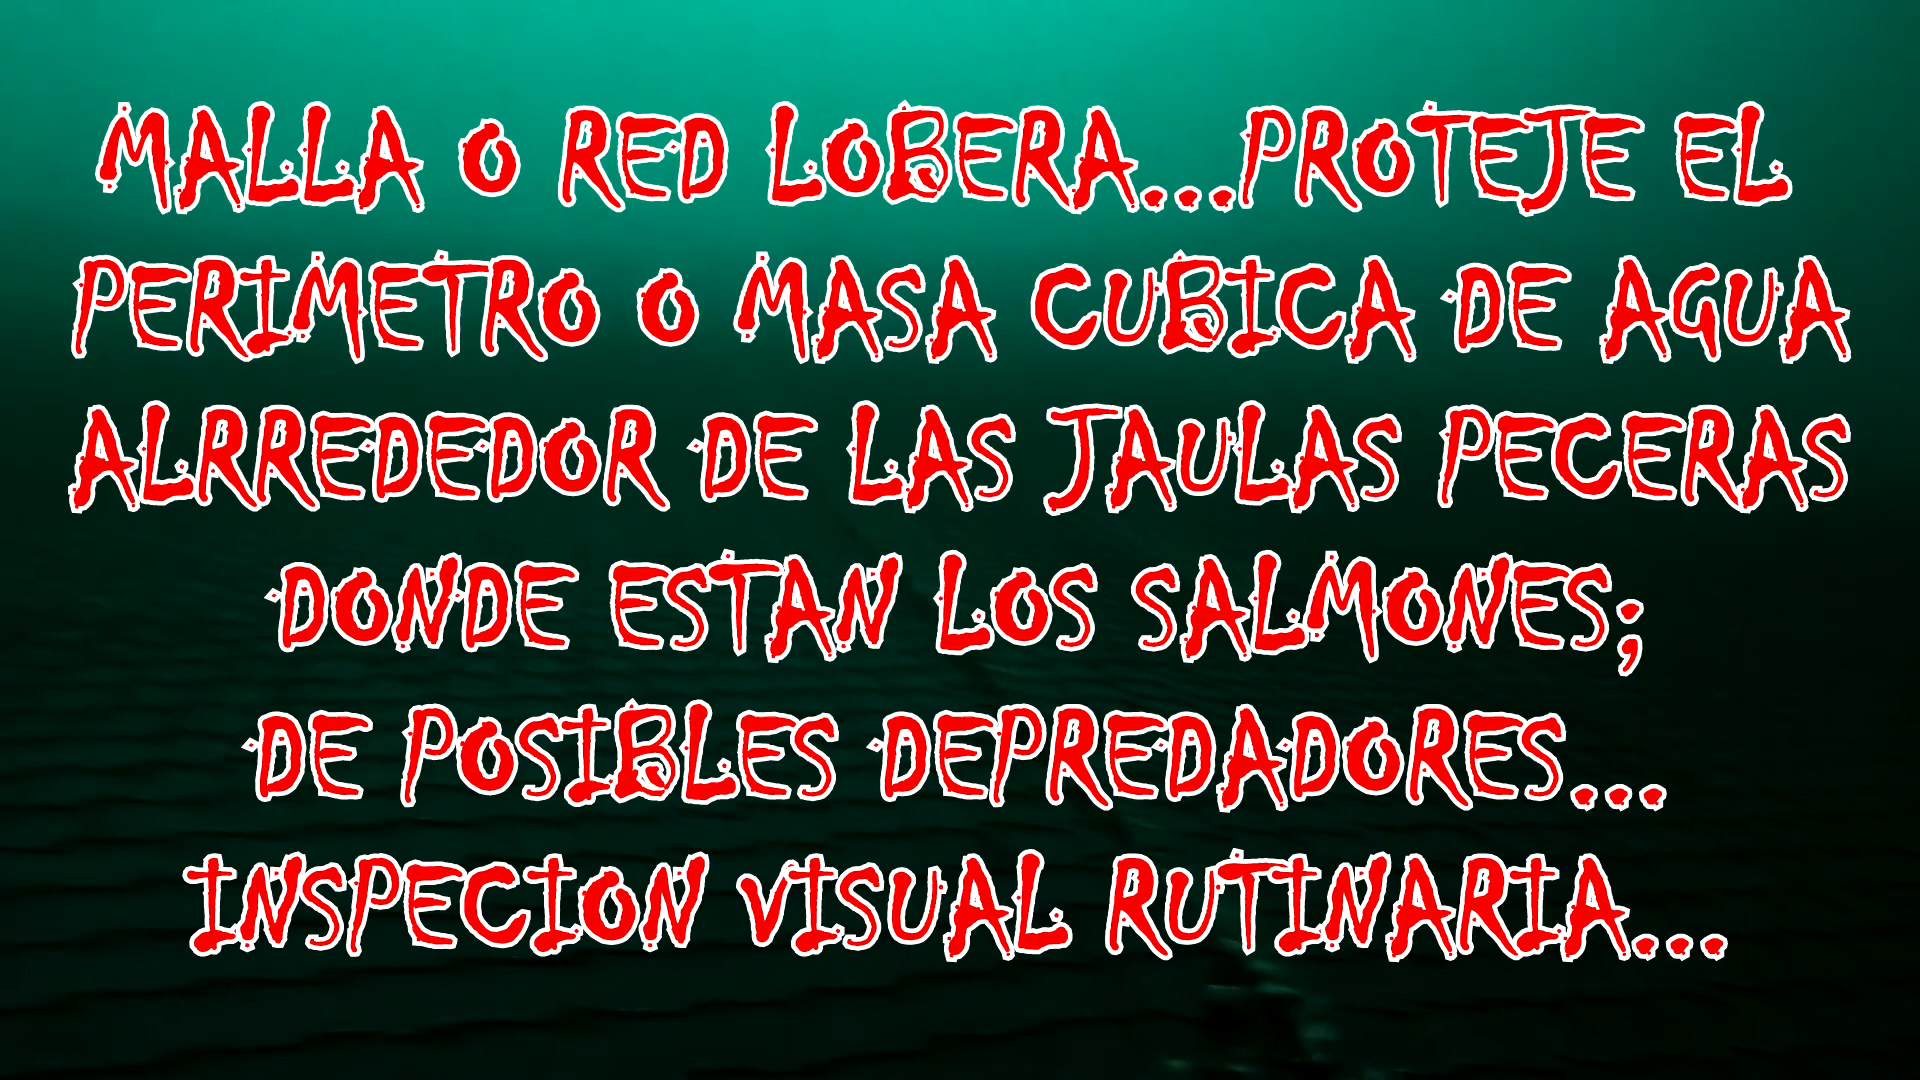 MALLA O RED LOBERA...PROTEJE EL
PERIMETRO O MASA CUBICA DE AGUA
ALRREDEDOR DE LAS JAULAS PECERAS
DONDE ESTAN LOS SALMONES;
DE POSIBLES DEPREDADORES...
INSPECION VISUAL RUTINARIA...